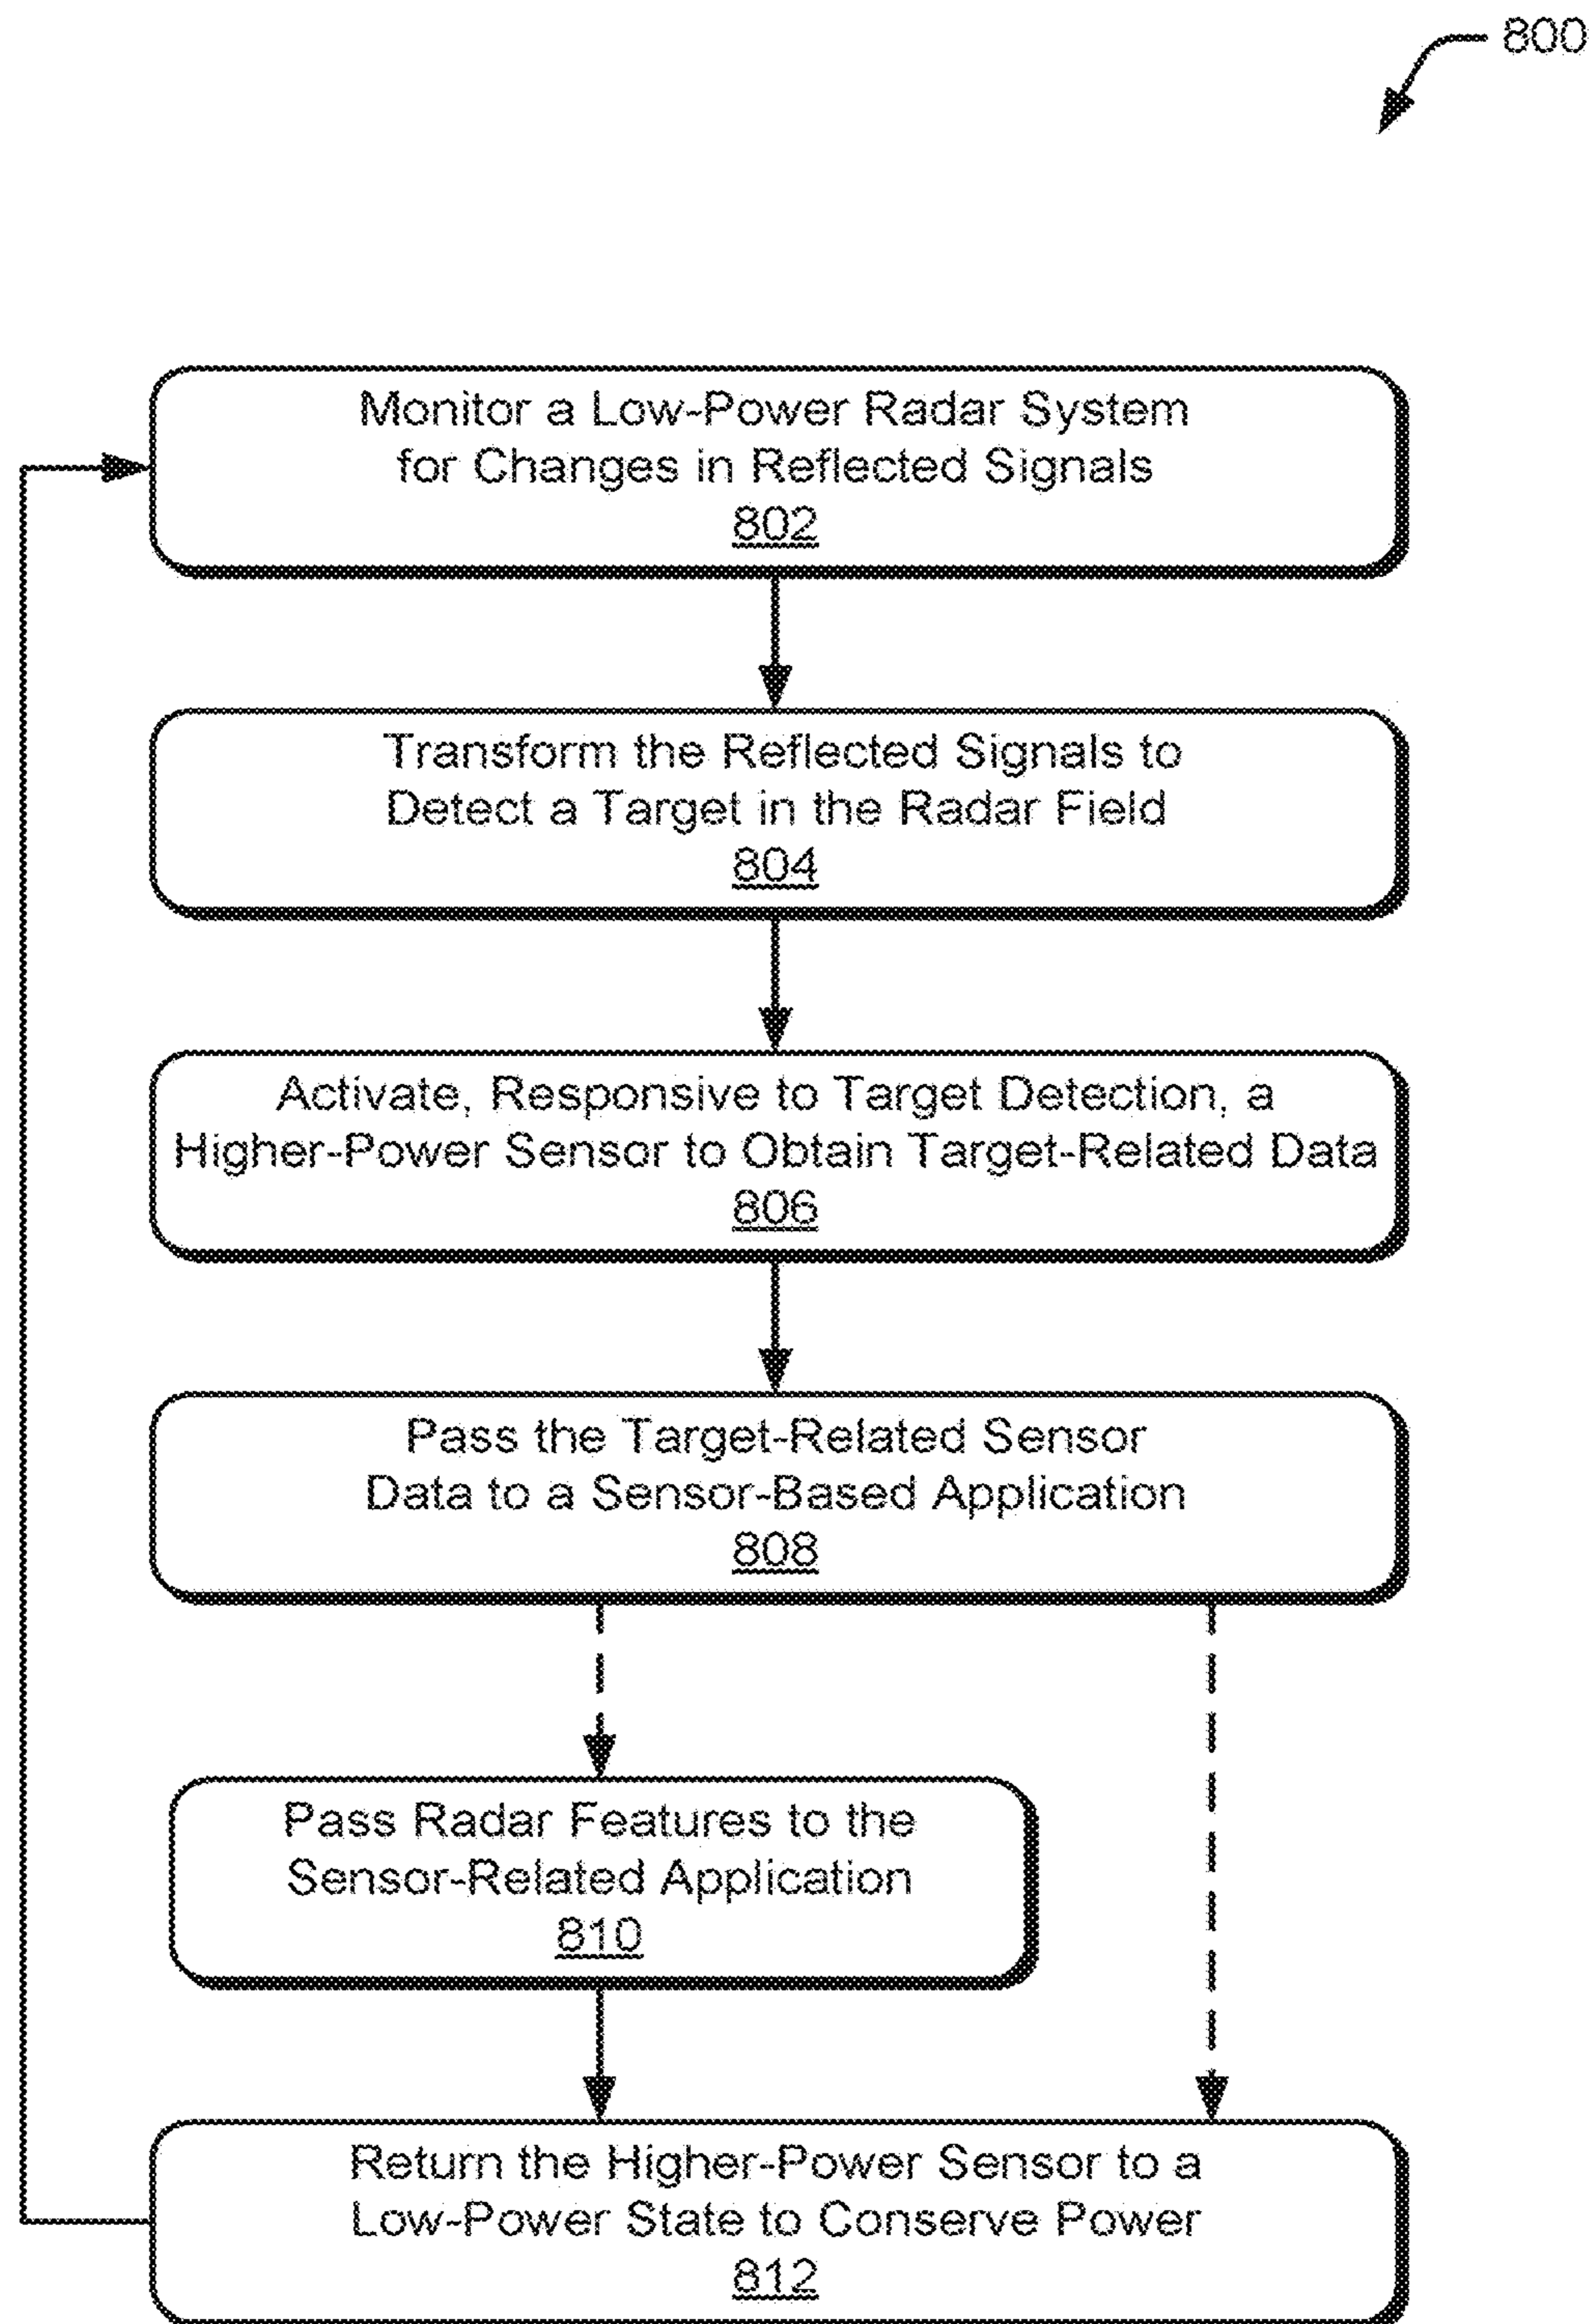 800
Monitor a Low-Power Radar System
for Changes in Reflected Signals
802
Transform the Reflected Signals to
Detect a Target in the Radar Field
804
Activate, Responsive to Target Detection, a
Higher-Power Sensor to Obtain Target-Related Data
806
Pass the Target-Related Sensor
Data to a Sensor-Based Application
808
Pass Radar Features to the
Sensor-Related Application
810
Return the Higher-Power Sensor to a
Low-Power State to Conserve Power
812